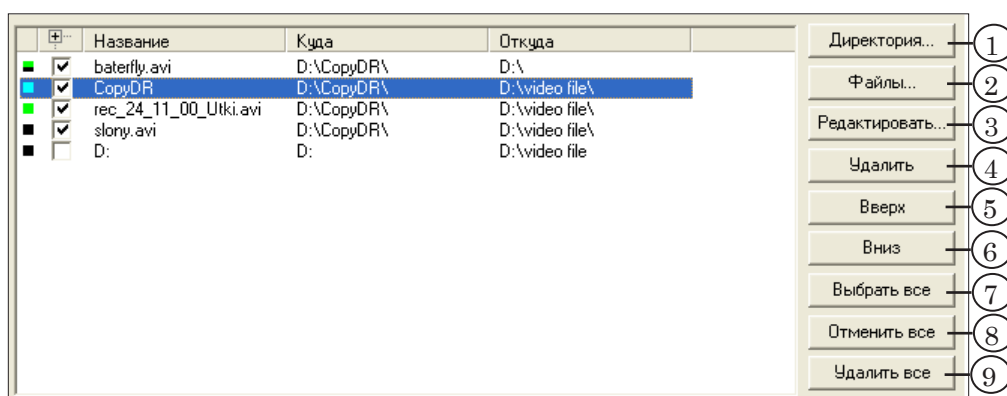 Название Куда Откуда
baterfly.avi D:\CopyDR\ D:\
CopyDR D:\CopyDR\ D:\video file\
rec_24_11_00_Utki.avi D:\CopyDR\ D:\video file\
slony.avi D:\CopyDR\ D:\video file\
D: D: D:\video file
Директория... 1
Файлы... 2
Редактировать... 3
Удалить 4
Вверх 5
Вниз 6
Выбрать все 7
Отменить все 8
Удалить все 9